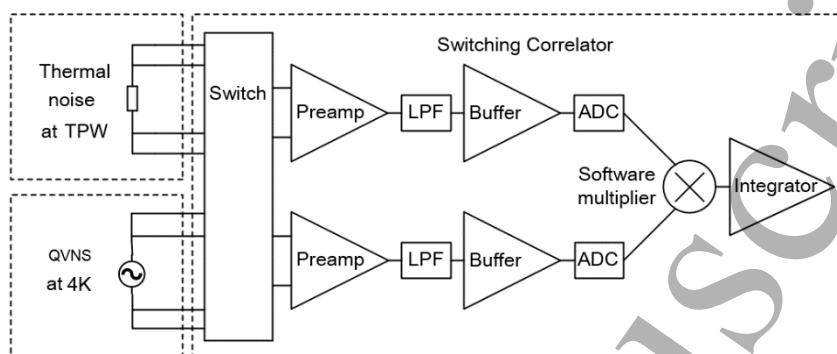 Switching Correlator
Thermal
noise
at TPW
Switch
Preamp
LPF
Buffer
ADC
Software
multiplier
Integrator
QVNS
at 4K
Preamp
LPF
Buffer
ADC